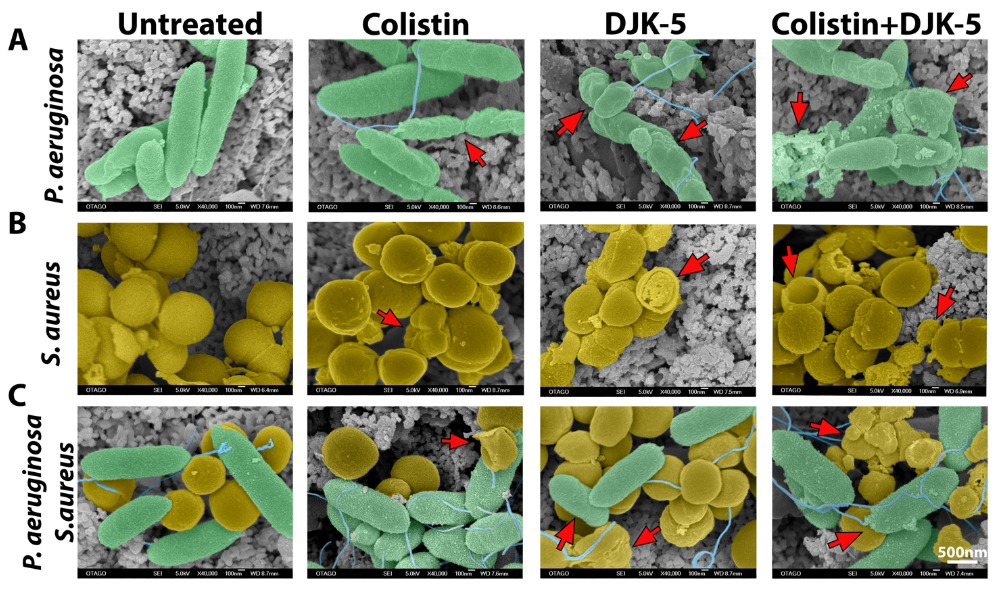 Untreated Colistin DJK-5 Colistin+DJK-5
A
P. aeruginosa
OTAGO SEI 5.0kV X40,000 100nm WD 7.6mm
OTAGO SEI 5.0kV X40,000 100nm WD 8.6mm
OTAGO SEI 5.0kV X40,000 100nm WD 8.7mm
OTAGO SEI 5.0kV X40,000 100nm WD 8.5mm
B
S. aureus
OTAGO SEI 5.0kV X40,000 100nm WD 8.4mm
OTAGO SEI 5.0kV X40,000 100nm WD 8.7mm
OTAGO SEI 5.0kV X40,000 100nm WD 7.5mm
OTAGO SEI 5.0kV X40,000 100nm
C
P. aeruginosa
S.aureus
500nm
OTAGO SEI 5.0kV X40,000 100nm WD 8.7mm
OTAGO SEI 5.0kV X40,000 100nm WD 7.6mm
OTAGO SEI 5.0kV X40,000 100nm WD 8.7mm
OTAGO SEI 5.0kV X40,000 100nm WD 7.4mm